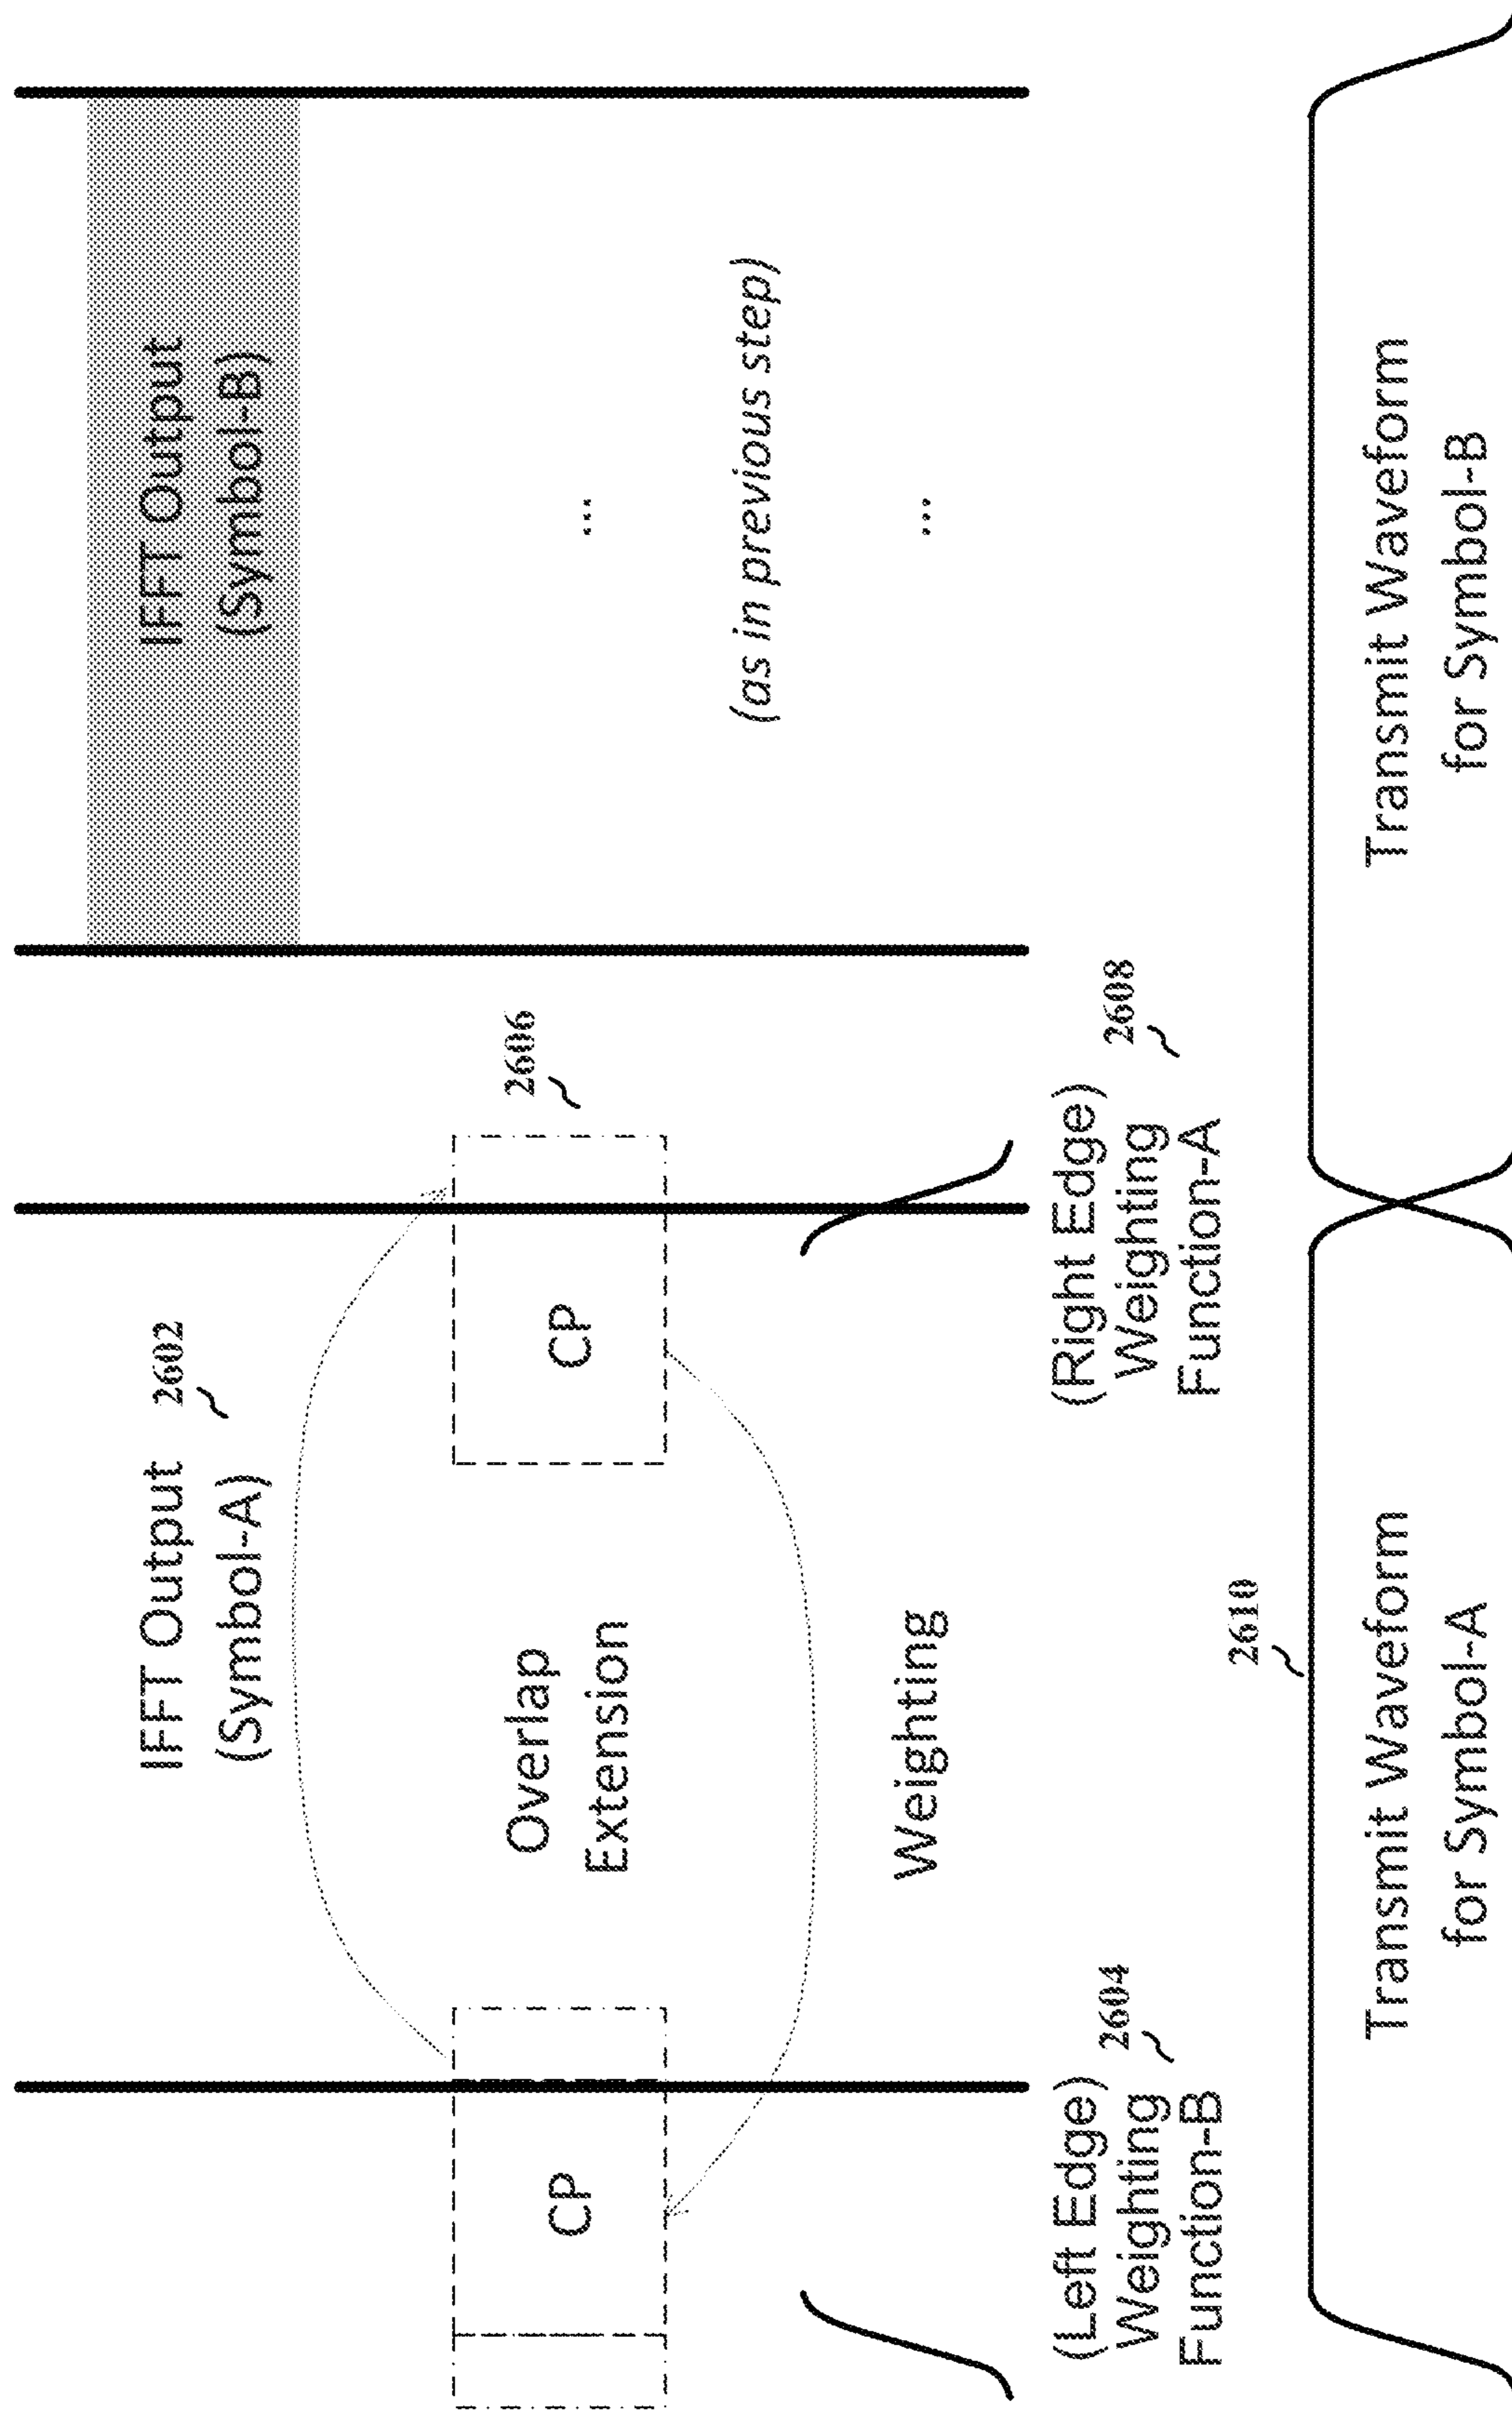 IFFT Output
(Symbol-A)
2602
IFFT Output
(Symbol-B)
CP
Overlap
Extension
CP
2606
...
(as in previous step)
Weighting
...
(Left Edge)
Weighting
Function-B
2604
(Right Edge)
Weighting
Function-A
2608
2610
Transmit Waveform
for Symbol-A
Transmit Waveform
for Symbol-B